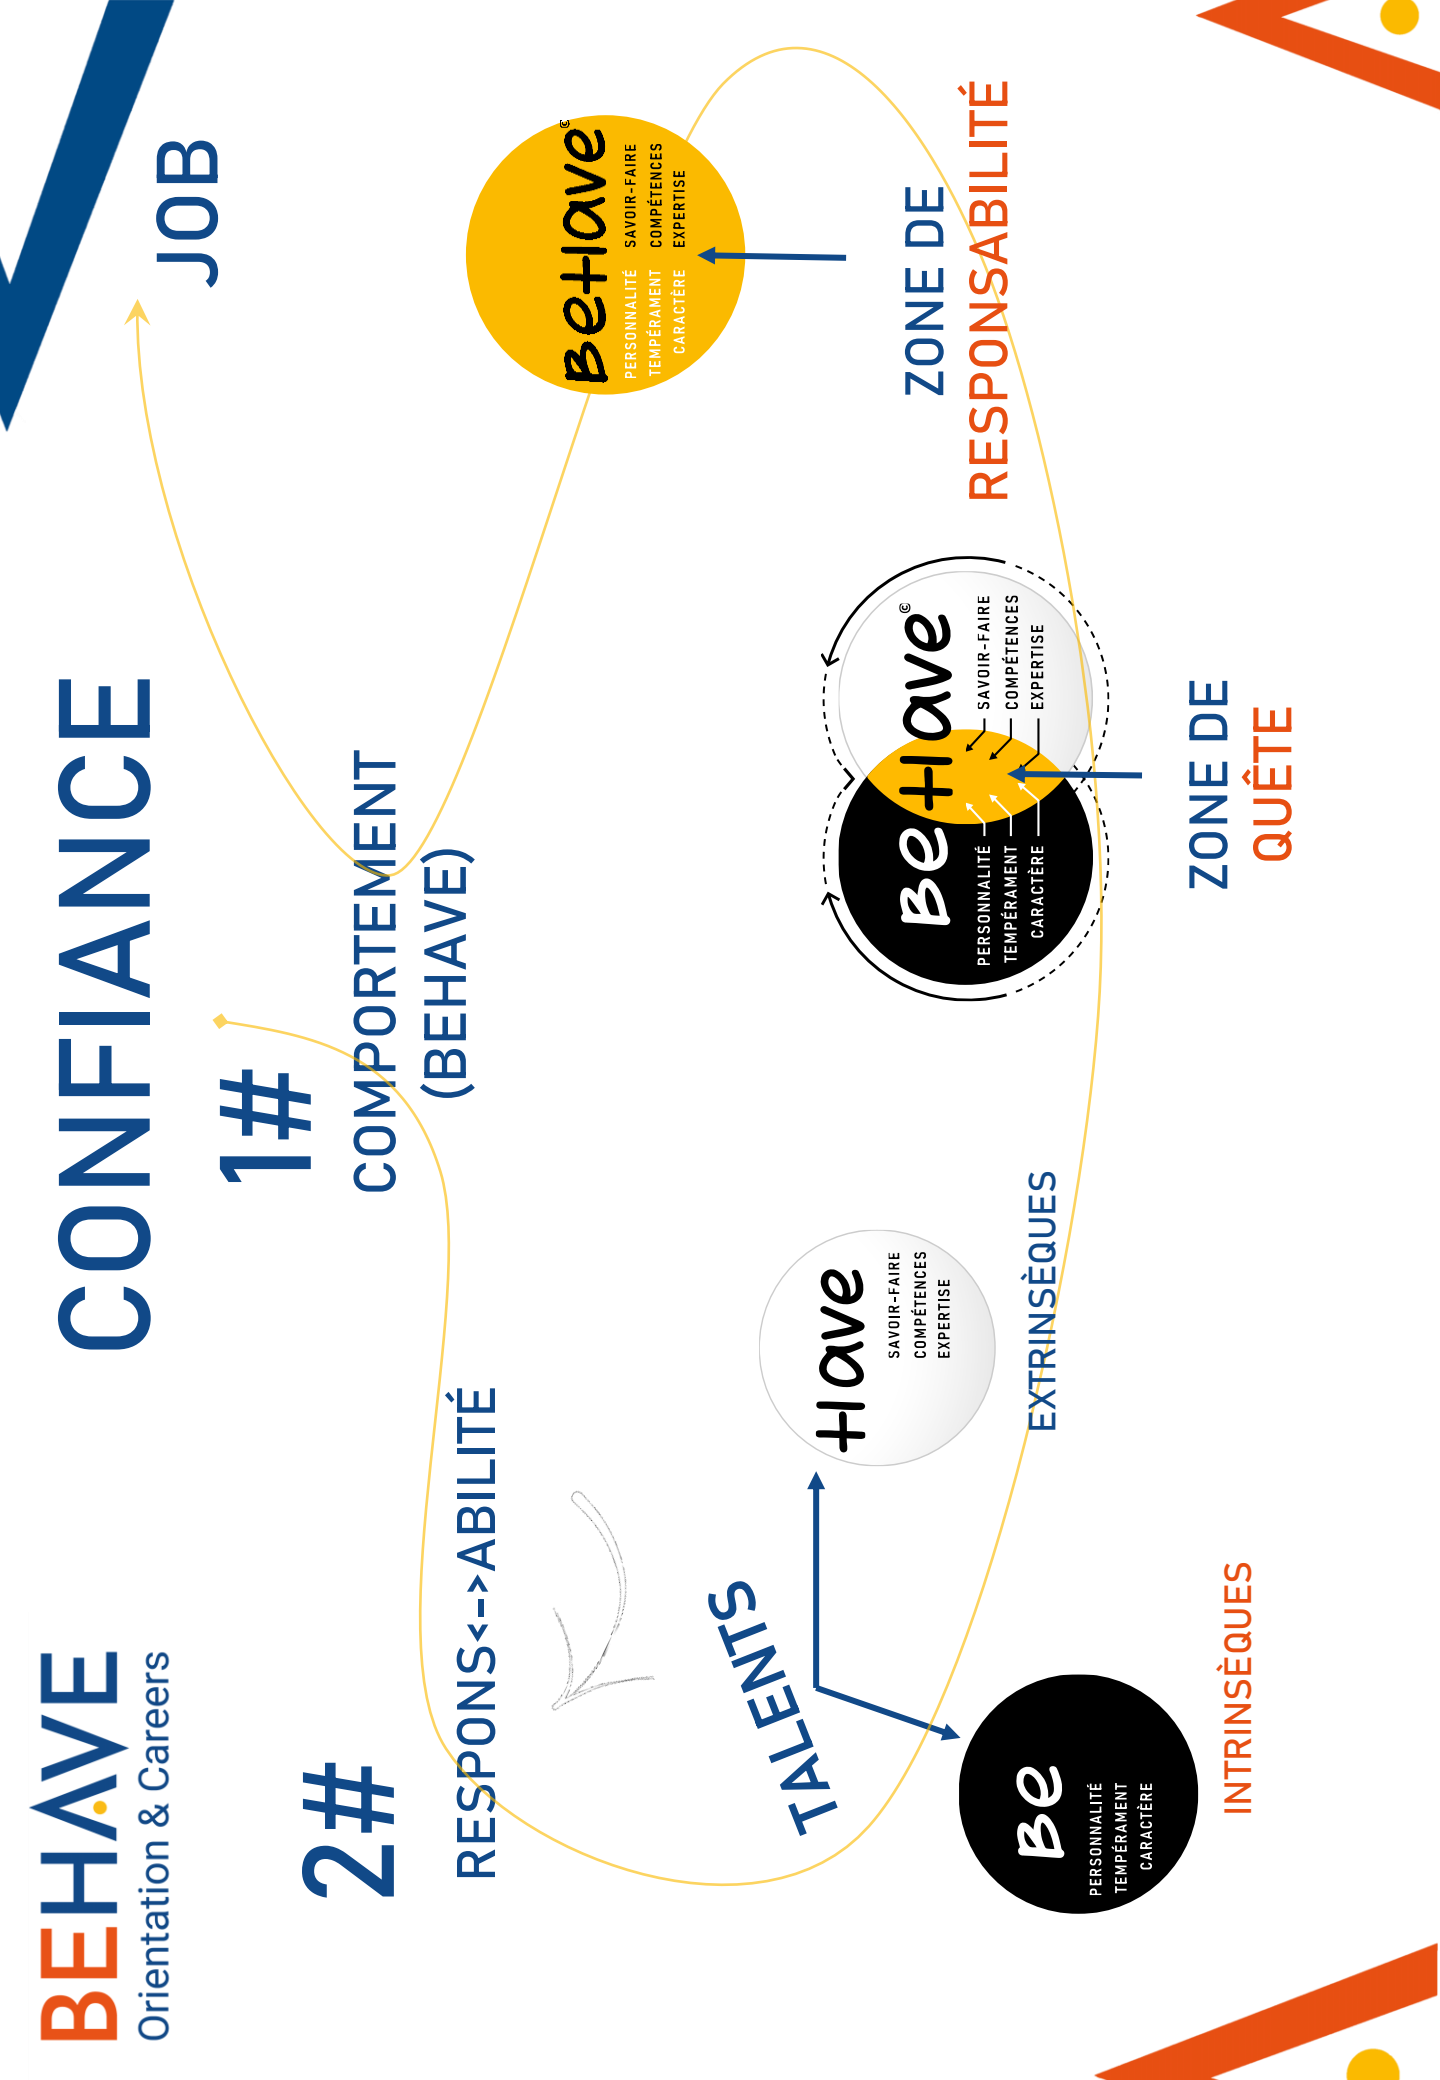 BEHAVE
Orientation & Careers
CONFIANCE
JOB
1#
COMPORTEMENT
(BEHAVE)
2#
RESPONS<->ABILITÉ
TALENTS
Be
PERSONNALITÉ
TEMPÉRAMENT
CARACTÈRE
INTRINSÈQUES
Have
SAVOIR-FAIRE
COMPÉTENCES
EXPERTISE
EXTRINSÈQUES
BeHave©
PERSONNALITÉ SAVOIR-FAIRE
TEMPÉRAMENT COMPÉTENCES
CARACTÈRE EXPERTISE
ZONE DE
QUÊTE
BeHave©
PERSONNALITÉ SAVOIR-FAIRE
TEMPÉRAMENT COMPÉTENCES
CARACTÈRE EXPERTISE
ZONE DE
RESPONSABILITÉ